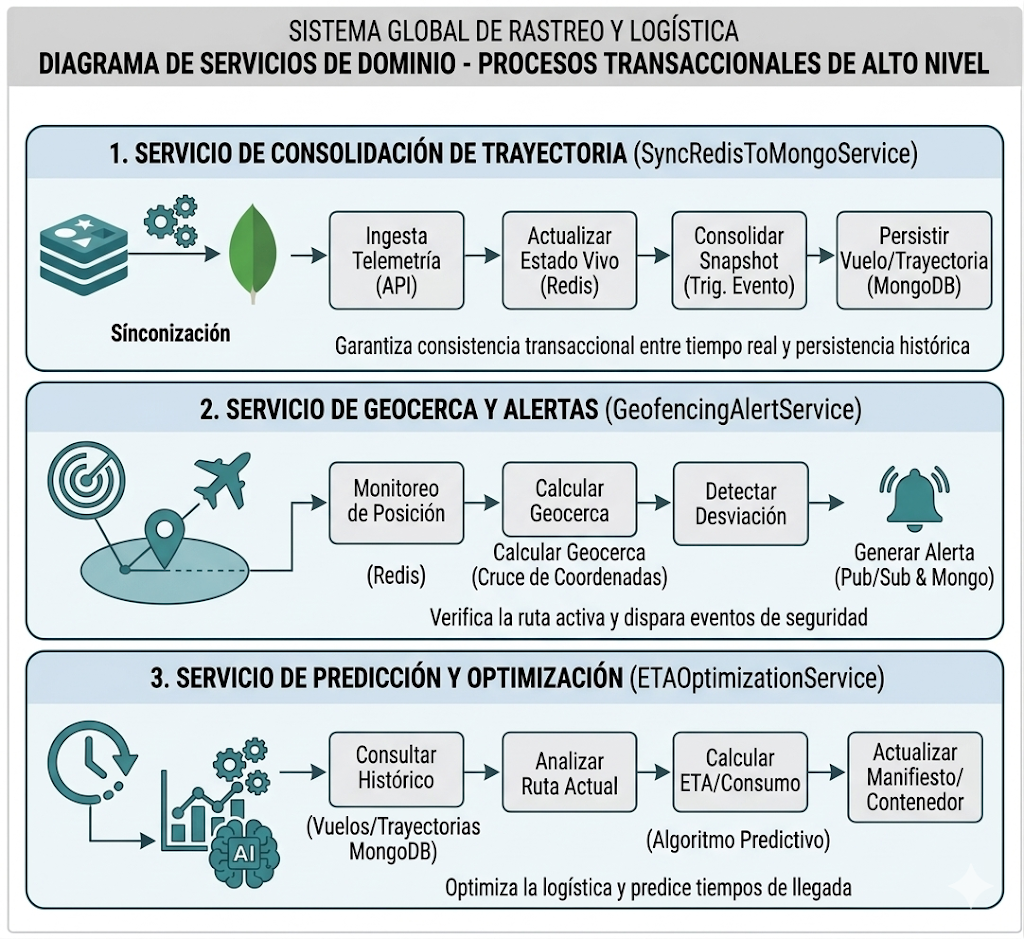 SISTEMA GLOBAL DE RASTREO Y LOGÍSTICA
DIAGRAMA DE SERVICIOS DE DOMINIO - PROCESOS TRANSACCIONALES DE ALTO NIVEL
1. SERVICIO DE CONSOLIDACIÓN DE TRAYECTORIA (SyncRedisToMongoService)
Sínconización
Ingesta
Telemetría
(API)
Actualizar
Estado Vivo
(Redis)
Consolidar
Snapshot
(Trig. Evento)
Persistir
Vuelo/Trayectoria
(MongoDB)
Garantiza consistencia transaccional entre tiempo real y persistencia histórica
2. SERVICIO DE GEOCERCA Y ALERTAS (GeofencingAlertService)
Monitoreo
de Posición
(Redis)
Calcular
Geocerca
Calcular Geocerca
(Cruce de Coordenadas)
Detectar
Desviación
Generar Alerta
(Pub/Sub & Mongo)
Verifica la ruta activa y dispara eventos de seguridad
3. SERVICIO DE PREDICCIÓN Y OPTIMIZACIÓN (ETAOptimizationService)
AI
Consultar
Histórico
(Vuelos/Trayectorias
MongoDB)
Analizar
Ruta Actual
Calcular
ETA/Consumo
(Algoritmo Predictivo)
Actualizar
Manifiesto/
Contenedor
Optimiza la logística y predice tiempos de llegada